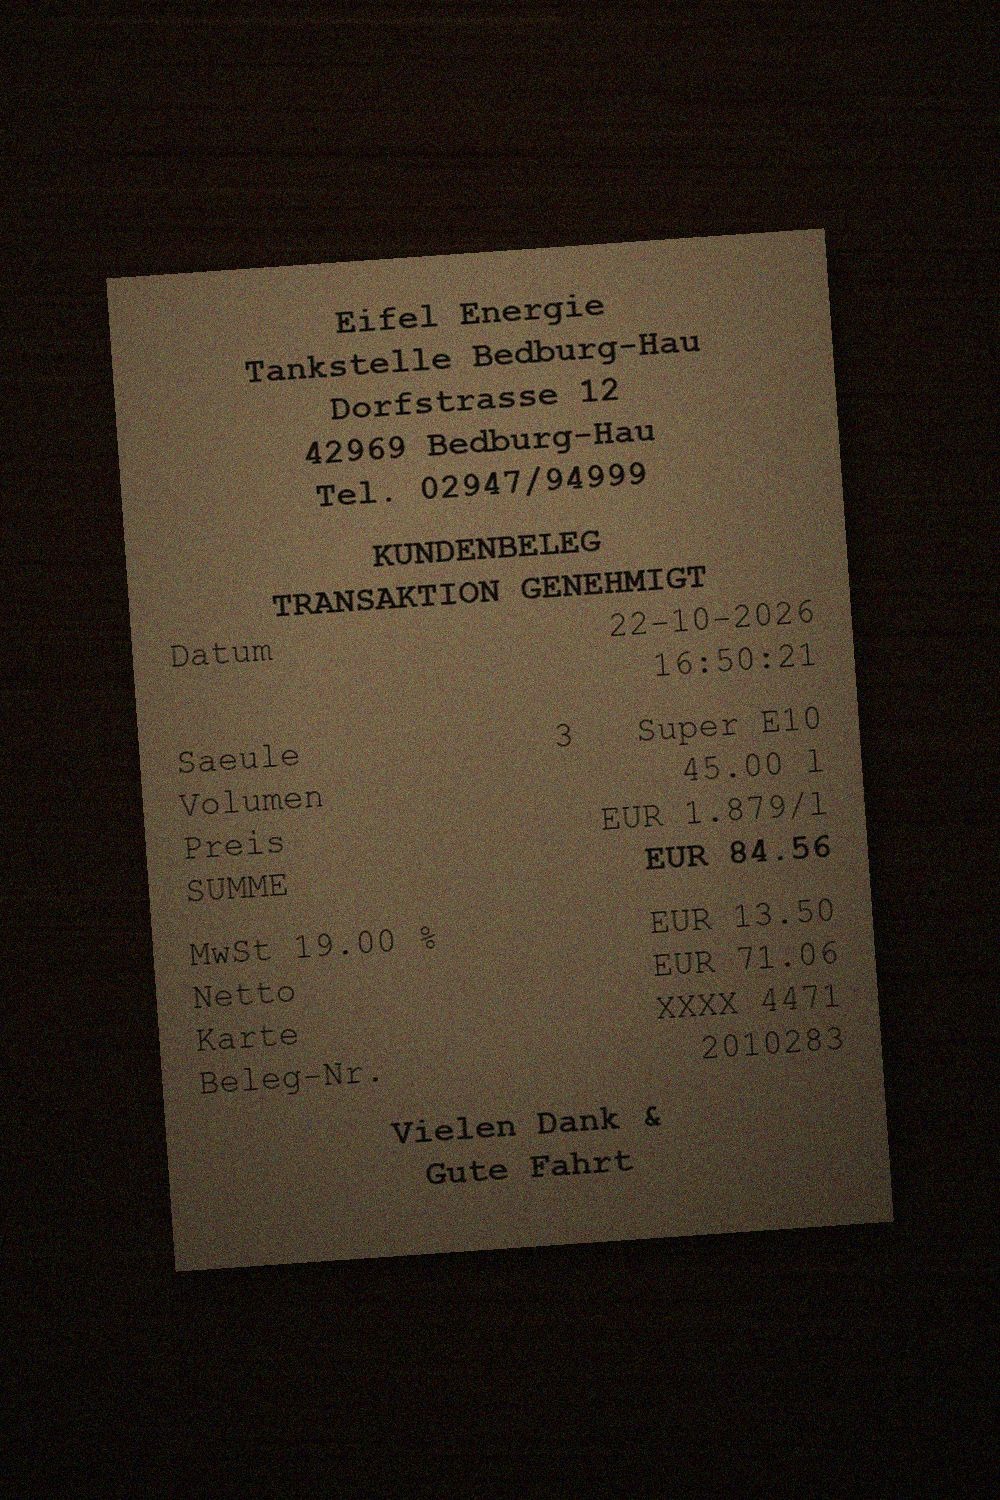 Eifel Energie
Tankstelle Bedburg-Hau
Dorfstrasse 12
42969 Bedburg-Hau
Tel. 02947/94999
KUNDENBELEG
TRANSAKTION GENEHMIGT
Datum 22-10-2026
16:50:21
Saeule 3 Super E10
Volumen 45.00 l
Preis EUR 1.879/l
SUMME EUR 84.56
MwSt 19.00 % EUR 13.50
Netto EUR 71.06
Karte XXXX 4471
Beleg-Nr. 2010283
Vielen Dank &
Gute Fahrt